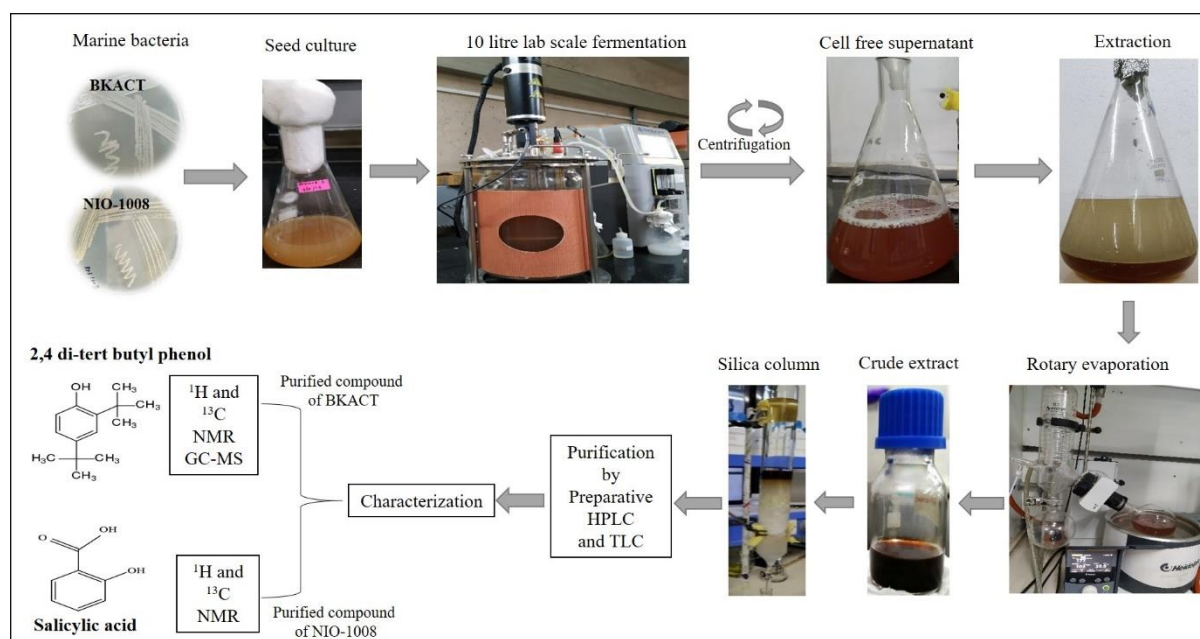 Marine bacteria
BKACT
NIO-1008
Seed culture
10 litre lab scale fermentation
Centrifugation
Cell free supernatant
Extraction
Rotary evaporation
Crude extract
Silica column
Purification
by
Preparative
HPLC
and TLC
Characterization
Purified compound
of BKACT
¹H and
¹³C
NMR
GC-MS
2,4 di-tert butyl phenol
OH
CH₃
CH₃
CH₃
H₃C
CH₃
CH₃
Purified compound
of NIO-1008
¹H and
¹³C
NMR
O
OH
OH
Salicylic acid
Heidolph